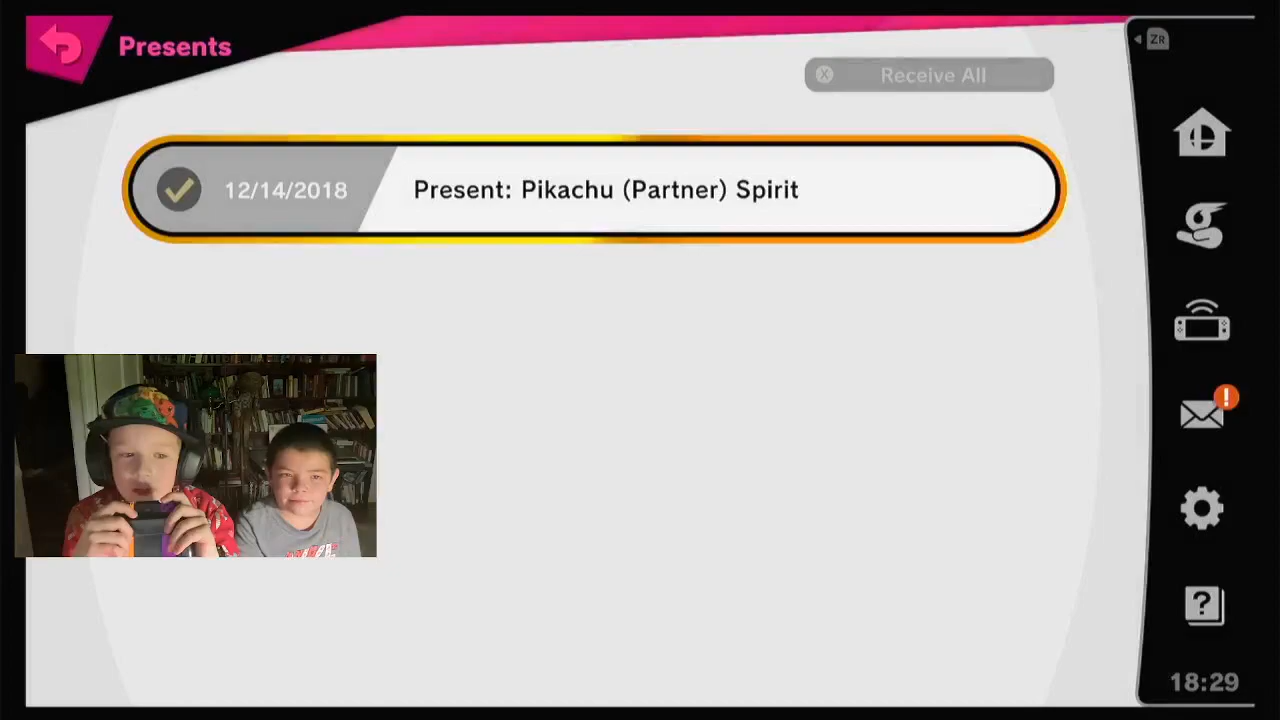 Presents
ZR
X Receive All
12/14/2018 Present: Pikachu (Partner) Spirit
!
?
18:29